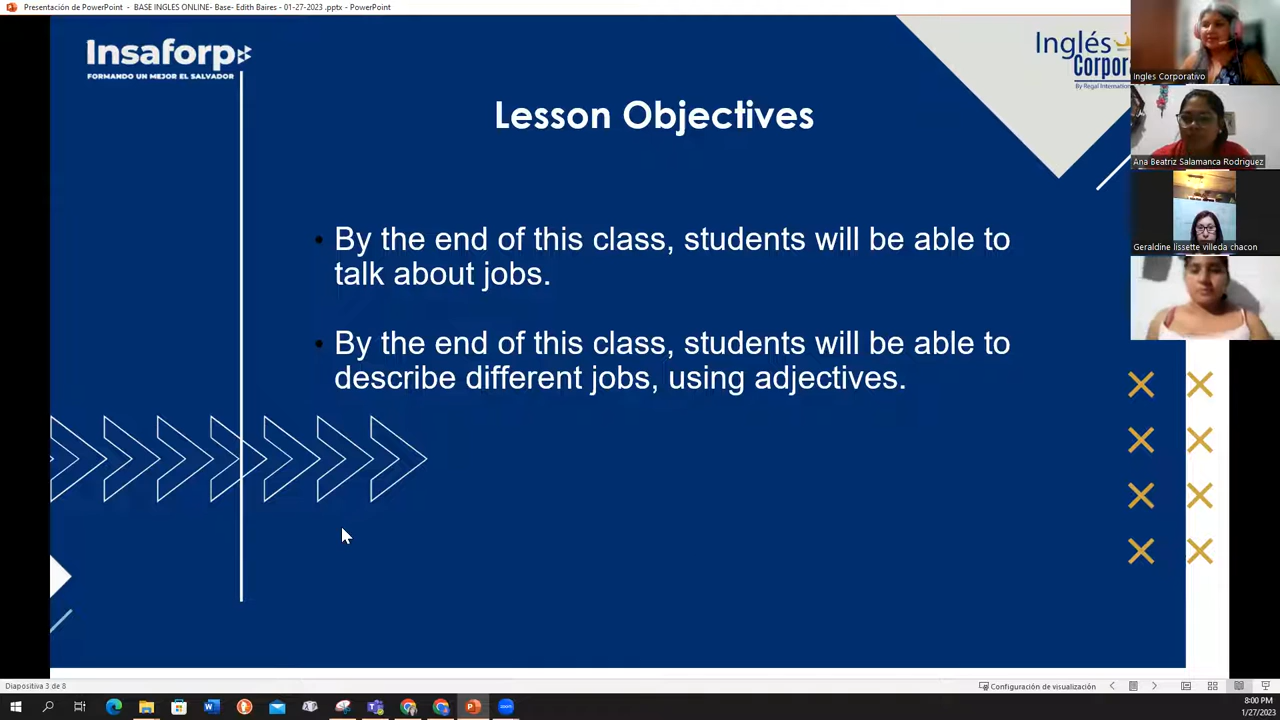 Presentación de PowerPoint - BASE INGLES ONLINE- Base- Edith Baires - 01-27-2023 .pptx - PowerPoint
Insaforp
FORMANDO UN MEJOR EL SALVADOR
Inglés
Corpora
By Regal International
Lesson Objectives
• By the end of this class, students will be able to
talk about jobs.
• By the end of this class, students will be able to
describe different jobs, using adjectives.
Ingles Corporativo
Ana Beatriz Salamanca Rodriguez
Geraldine lissette villeda chacon
Diapositiva 3 de 8
Configuración de visualización
8:00 PM
1/27/2023